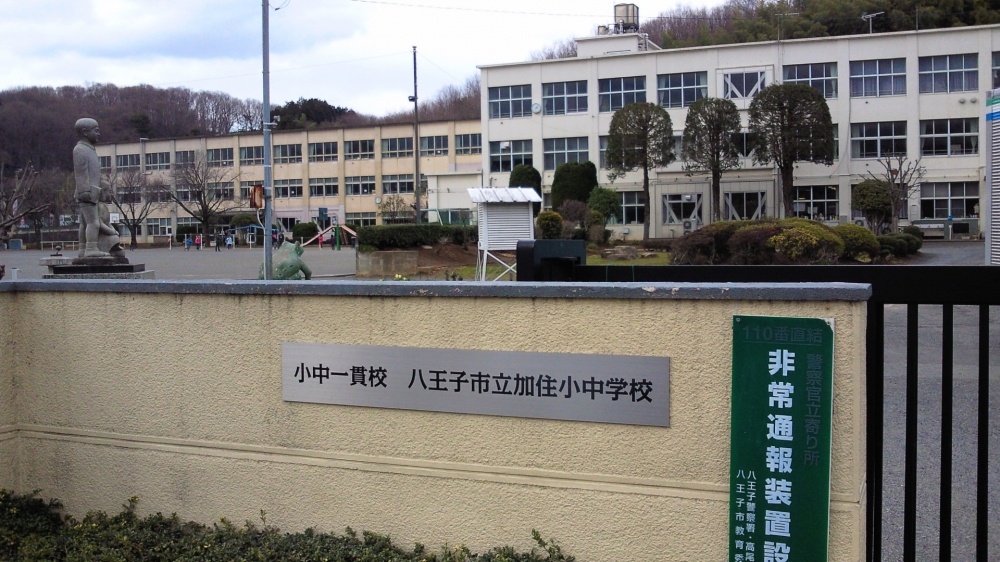 小中一貫校　八王子市立加住小中学校
110番直結
警察官立寄り所
非常通報装置設
八王子警察署・高尾
八王子市教育委